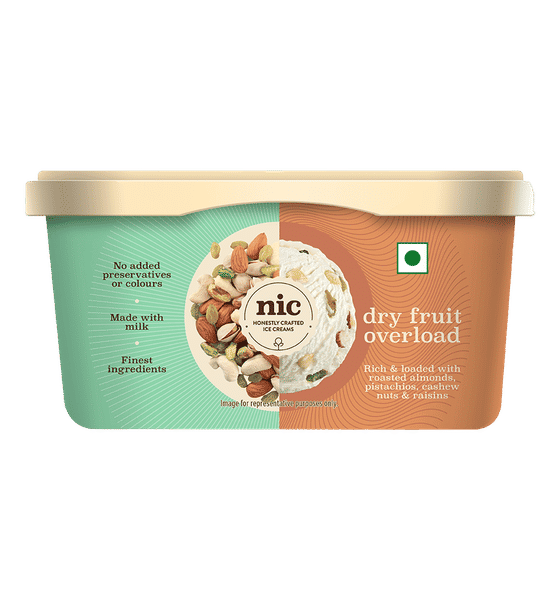 No added
preservatives
or colours
Made with
milk
Finest
ingredients
nic
HONESTLY CRAFTED
ICE CREAMS
Image for representative purposes only
dry fruit
overload
Rich & loaded with
roasted almonds,
pistachios, cashew
nuts & raisins